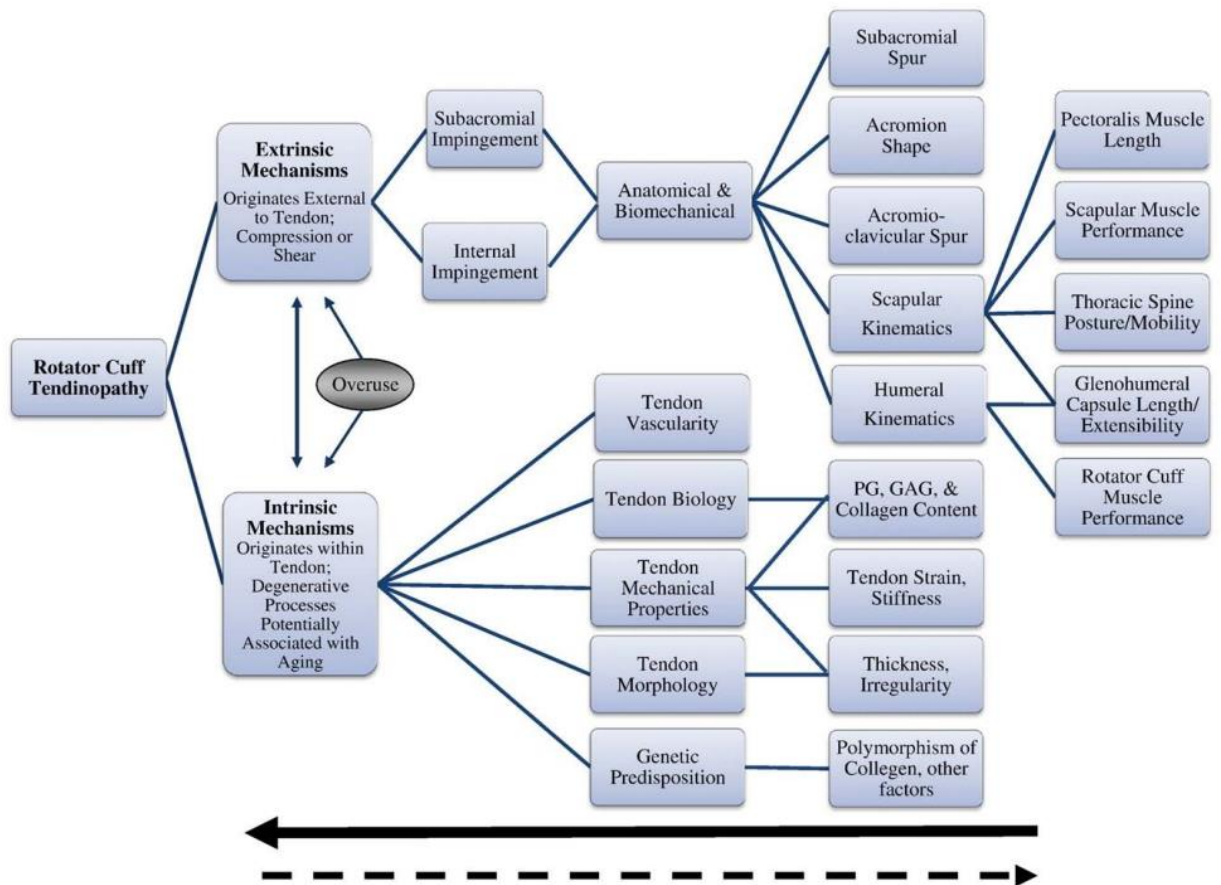 Rotator Cuff
Tendinopathy
Extrinsic
Mechanisms
Originates External
to Tendon;
Compression or
Shear
Overuse
Intrinsic
Mechanisms
Originates within
Tendon;
Degenerative
Processes
Potentially
Associated with
Aging
Subacromial
Impingement
Internal
Impingement
Anatomical &
Biomechanical
Subacromial
Spur
Acromion
Shape
Acromio-
clavicular Spur
Scapular
Kinematics
Humeral
Kinematics
Pectoralis Muscle
Length
Scapular Muscle
Performance
Thoracic Spine
Posture/Mobility
Glenohumeral
Capsule Length/
Extensibility
Rotator Cuff
Muscle
Performance
Tendon
Vascularity
Tendon Biology
Tendon
Mechanical
Properties
Tendon
Morphology
Genetic
Predisposition
PG, GAG, &
Collagen Content
Tendon Strain,
Stiffness
Thickness,
Irregularity
Polymorphism of
Collegen, other
factors